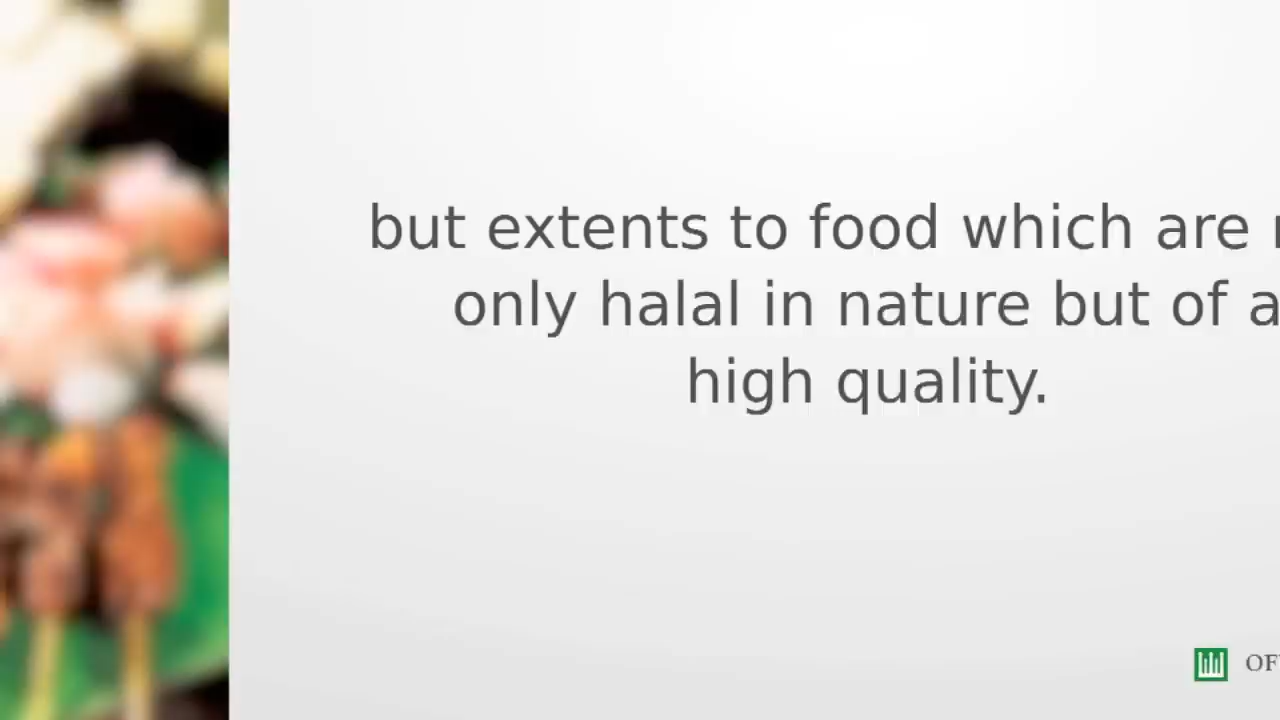 but extents to food which are
only halal in nature but of a
high quality.